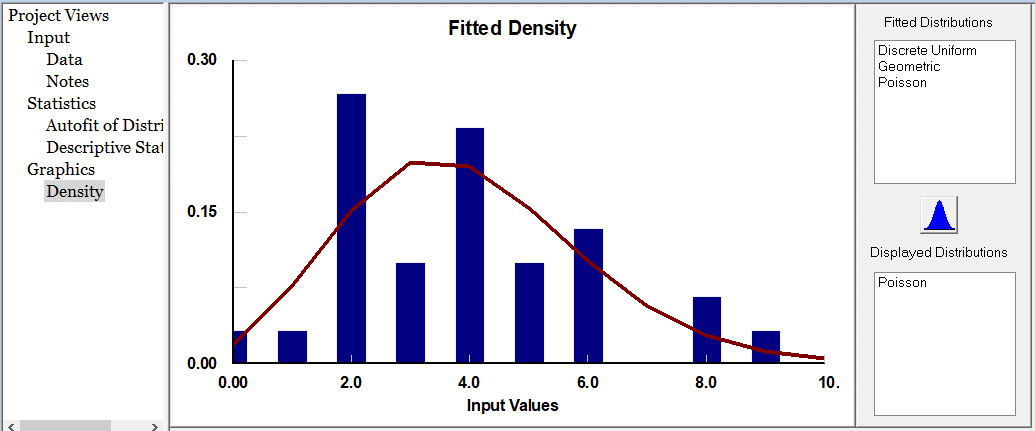 Project Views
Input
Data
Notes
Statistics
Autofit of Distri
Descriptive Stat
Graphics
Density
Fitted Density
0.30
0.15
0.00
0.00 2.0 4.0 6.0 8.0 10.
Input Values
Fitted Distributions
Discrete Uniform
Geometric
Poisson
Displayed Distributions
Poisson